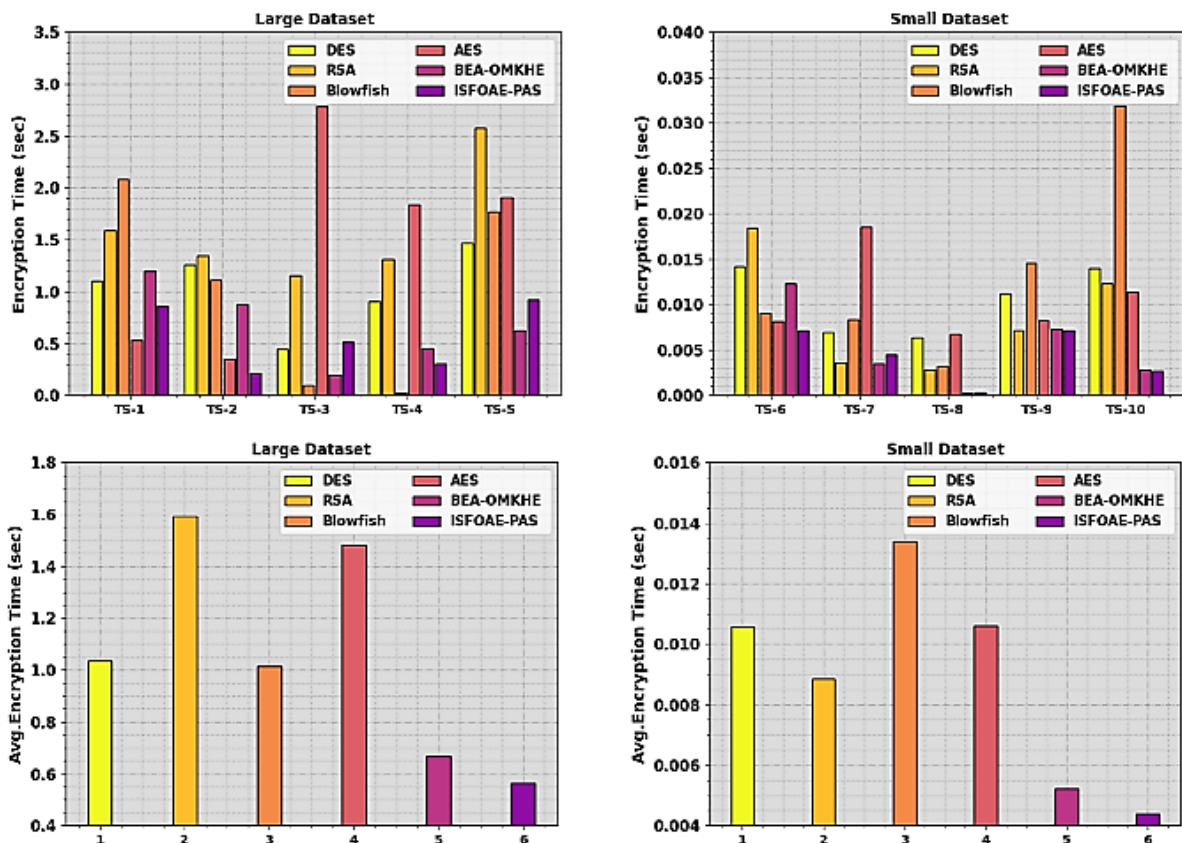 Large Dataset
Encryption Time (sec)
3.5
3.0
2.5
2.0
1.5
1.0
0.5
0.0
DES
RSA
Blowfish
AES
BEA-OMKHE
ISFOAE-PAS
TS-1 TS-2 TS-3 TS-4 TS-5
Small Dataset
Encryption Time (sec)
0.040
0.035
0.030
0.025
0.020
0.015
0.010
0.005
0.000
DES
RSA
Blowfish
AES
BEA-OMKHE
ISFOAE-PAS
TS-6 TS-7 TS-8 TS-9 TS-10
Large Dataset
Avg.Encryption Time (sec)
1.8
1.6
1.4
1.2
1.0
0.8
0.6
0.4
DES
RSA
Blowfish
AES
BEA-OMKHE
ISFOAE-PAS
1 2 3 4 5 6
Small Dataset
Avg.Encryption Time (sec)
0.016
0.014
0.012
0.010
0.008
0.006
0.004
DES
RSA
Blowfish
AES
BEA-OMKHE
ISFOAE-PAS
1 2 3 4 5 6